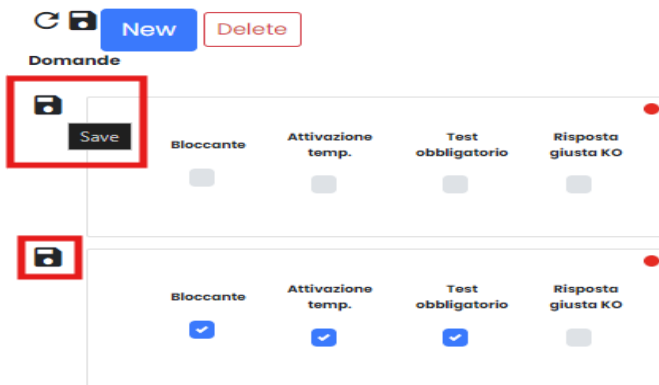 New Delete
Domande
Save
Bloccante
Attivazione
temp.
Test
obbligatorio
Risposta
giusta KO
Bloccante
Attivazione
temp.
Test
obbligatorio
Risposta
giusta KO